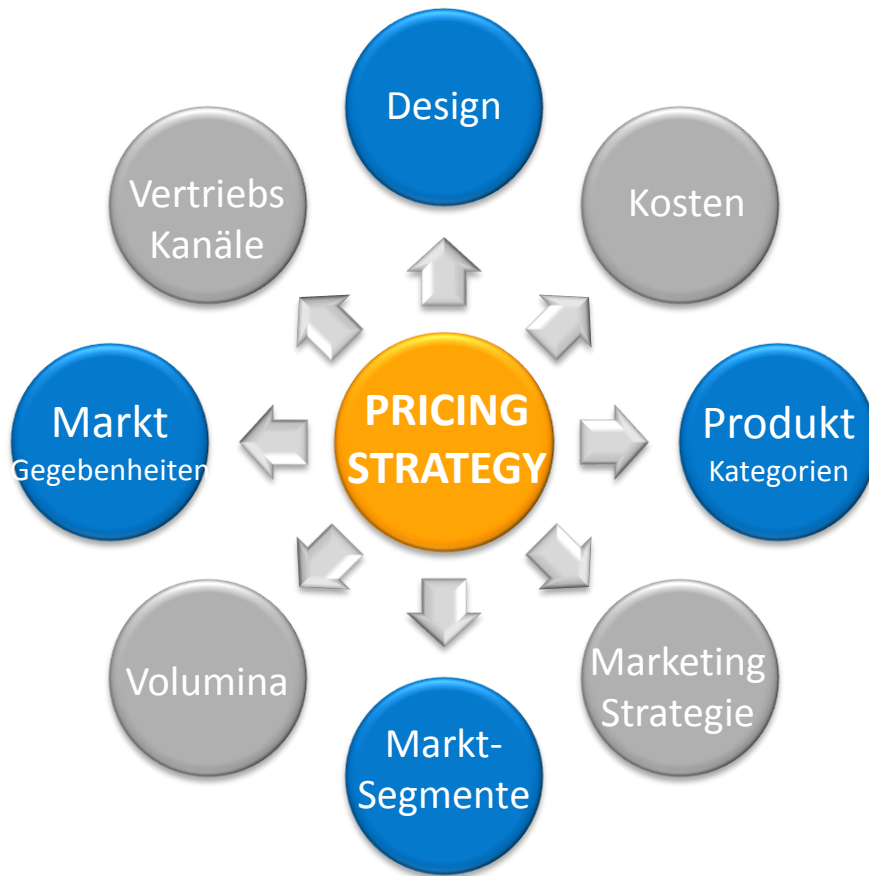 Design
Vertriebs
Kanäle
Kosten
Markt
Gegebenheiten
PRICING
STRATEGY
Produkt
Kategorien
Volumina
Marketing
Strategie
Markt-
Segmente